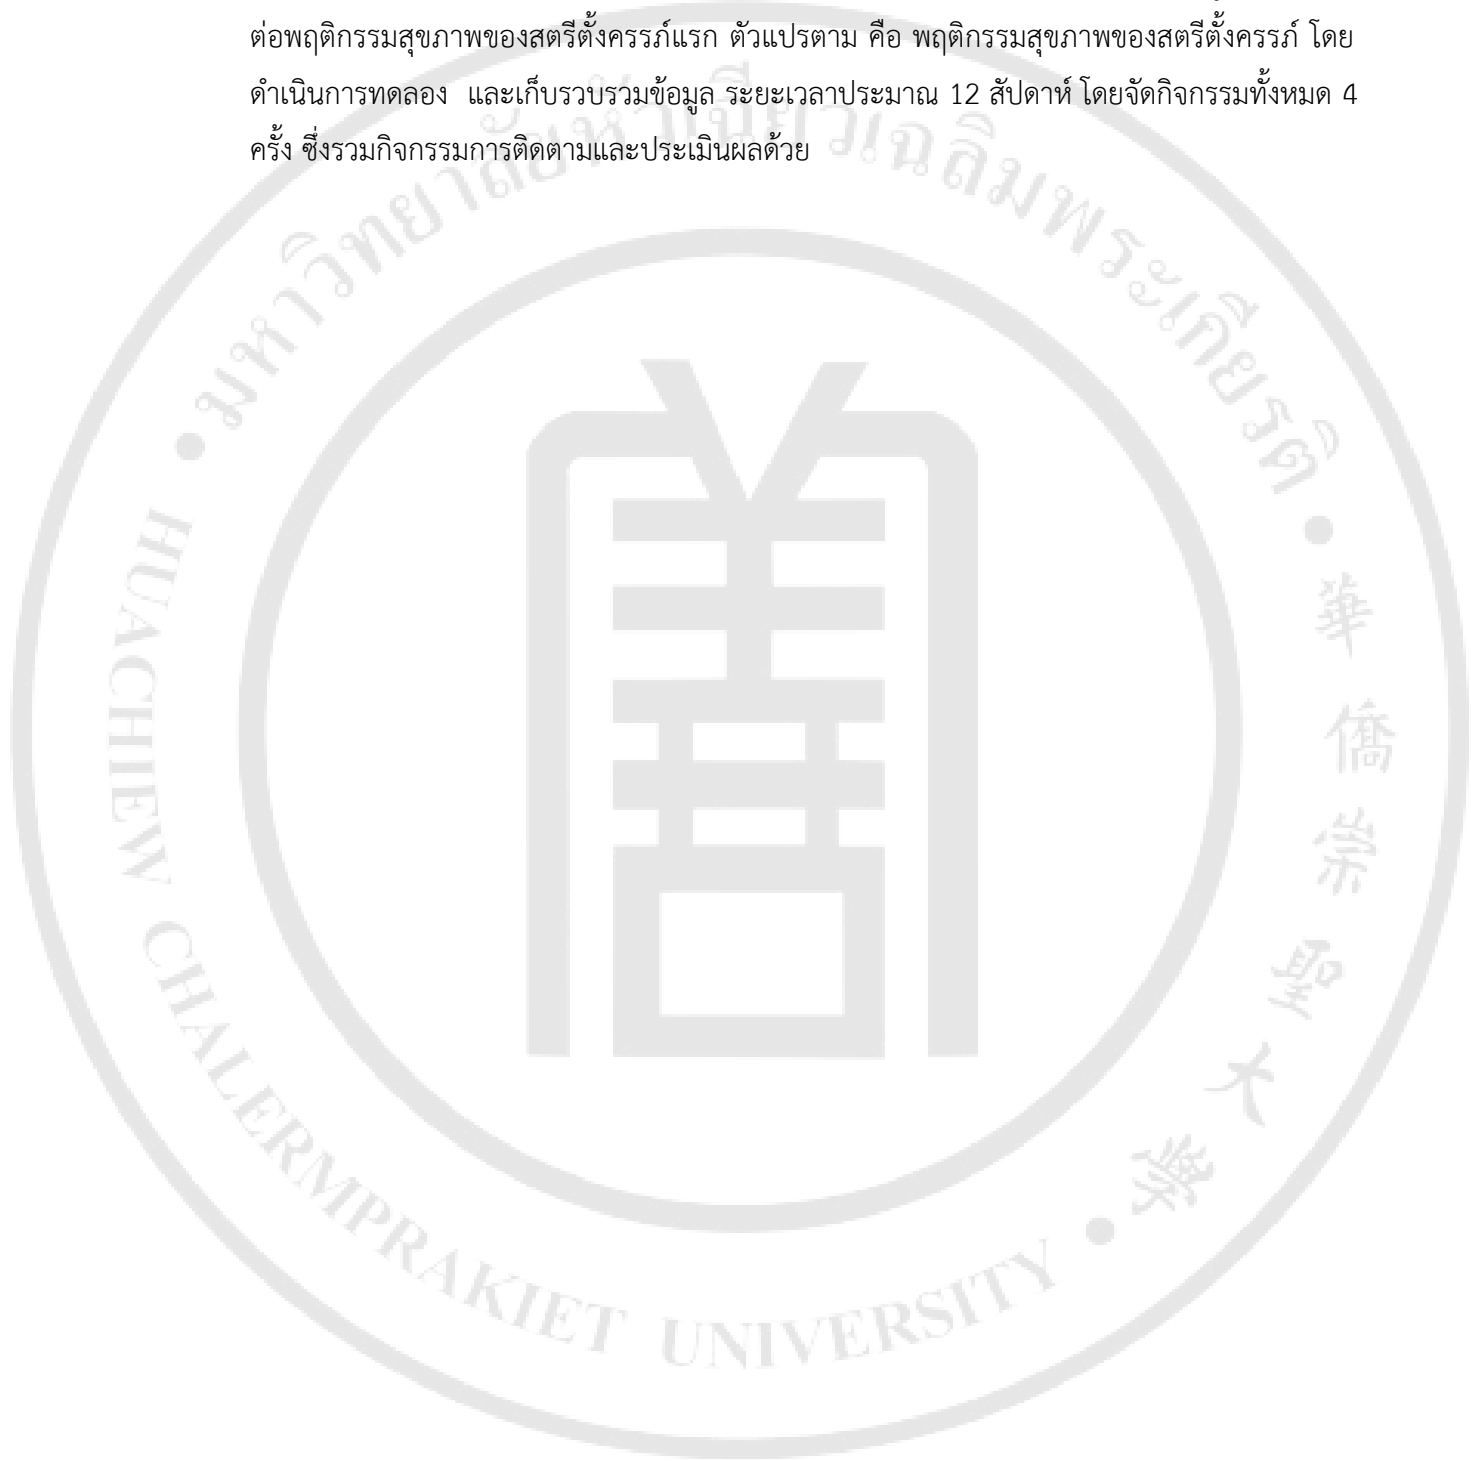 ต่อพฤติกรรมสุขภาพของสตรีตั้งครรภ์แรก ตัวแปรตาม คือ พฤติกรรมสุขภาพของสตรีตั้งครรภ์ โดย
ดำเนินการทดลอง และเก็บรวบรวมข้อมูล ระยะเวลาประมาณ 12 สัปดาห์ โดยจัดกิจกรรมทั้งหมด 4
ครั้ง ซึ่งรวมกิจกรรมการติดตามและประเมินผลด้วย
• มหาวิทยาลัยหัวเฉียวเฉลิมพระเกียรติ •
華僑崇聖大學 •
HUACHIEW CHALERMPRAKIET UNIVERSITY
善